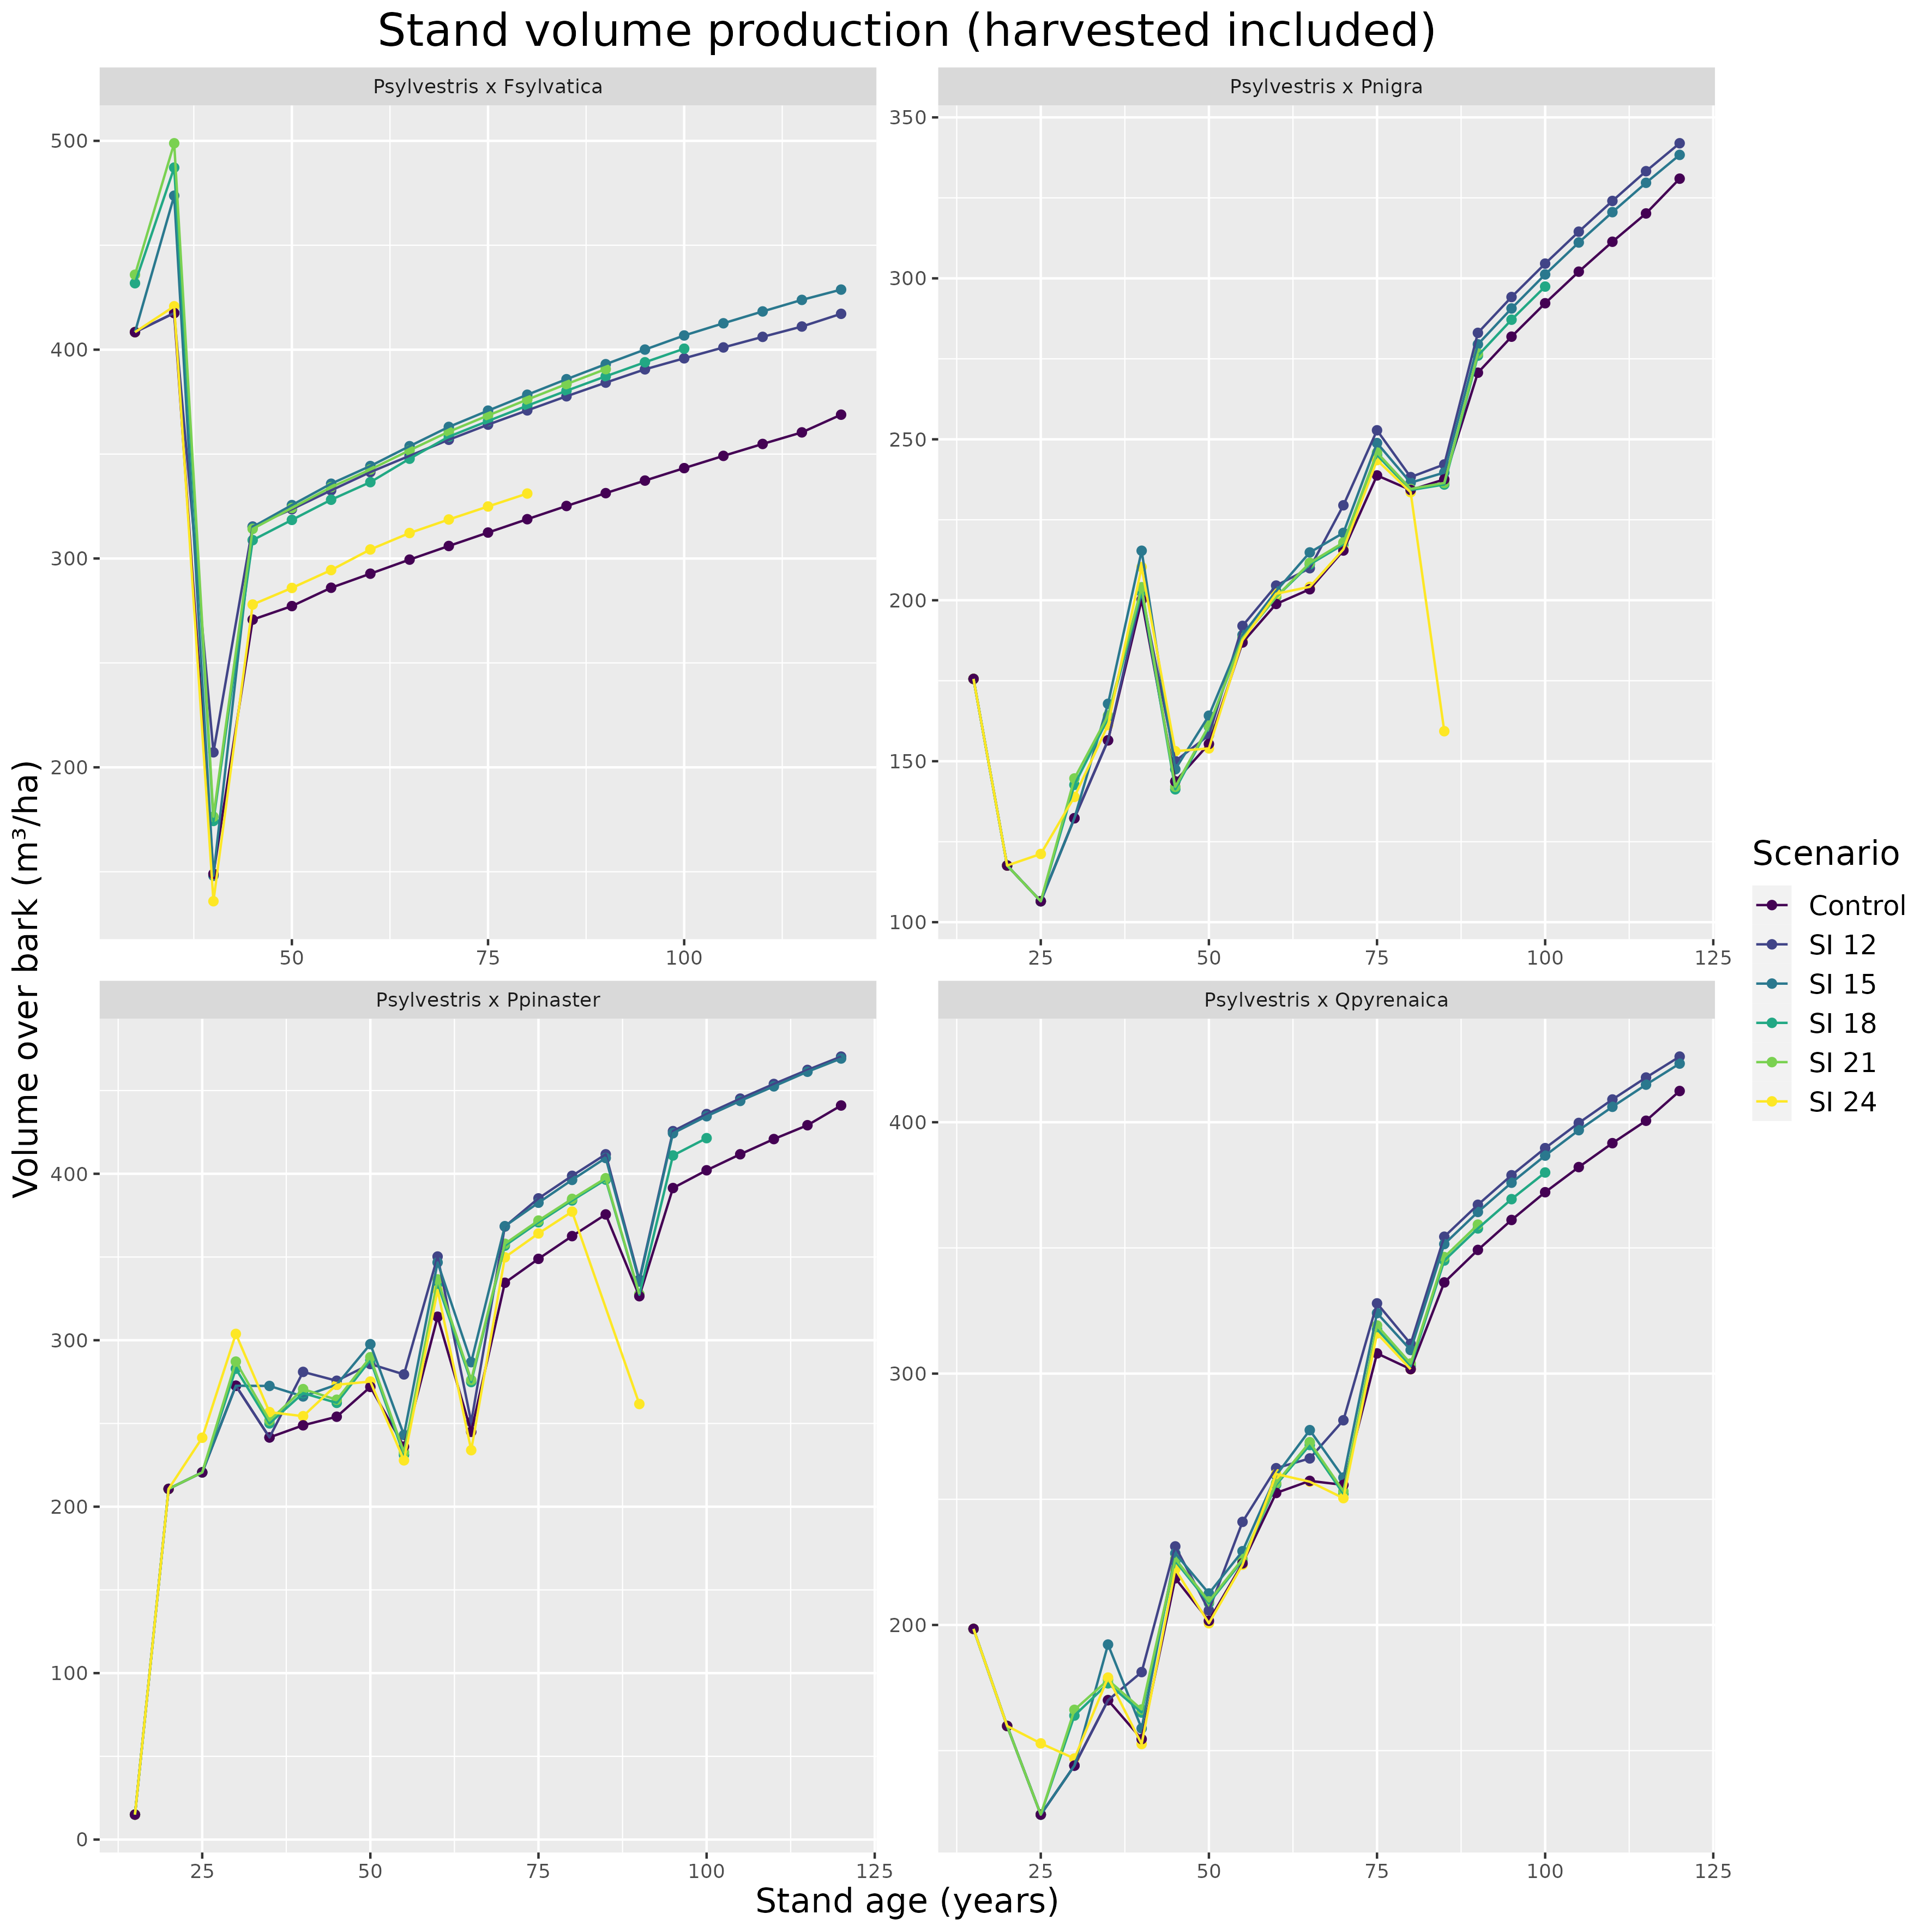 Stand volume production (harvested included)
Psylvestris x Fsylvatica
Psylvestris x Pnigra
500
400
300
200
50
75
100
350
300
250
200
150
100
25
50
75
100
125
Psylvestris x Ppinaster
Psylvestris x Qpyrenaica
400
300
200
100
0
25
50
75
100
125
400
300
200
25
50
75
100
125
Volume over bark (m³/ha)
Stand age (years)
Scenario
Control
SI 12
SI 15
SI 18
SI 21
SI 24